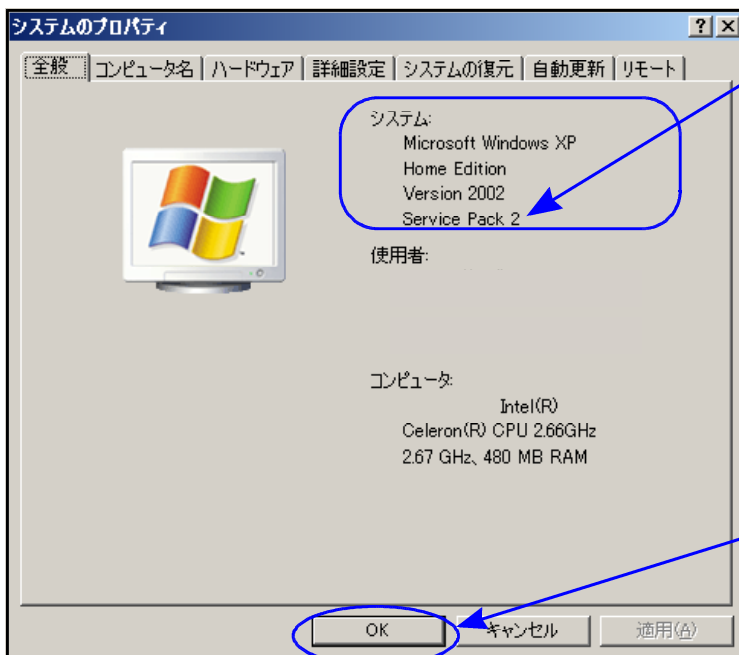 システムのプロパティ
? ×
全般 コンピュータ名 ハードウェア 詳細設定 システムの復元 自動更新 リモート
システム:
Microsoft Windows XP
Home Edition
Version 2002
Service Pack 2
使用者:
コンピュータ:
Intel(R)
Celeron(R) CPU 2.66GHz
2.67 GHz、480 MB RAM
OK キャンセル 適用(A)